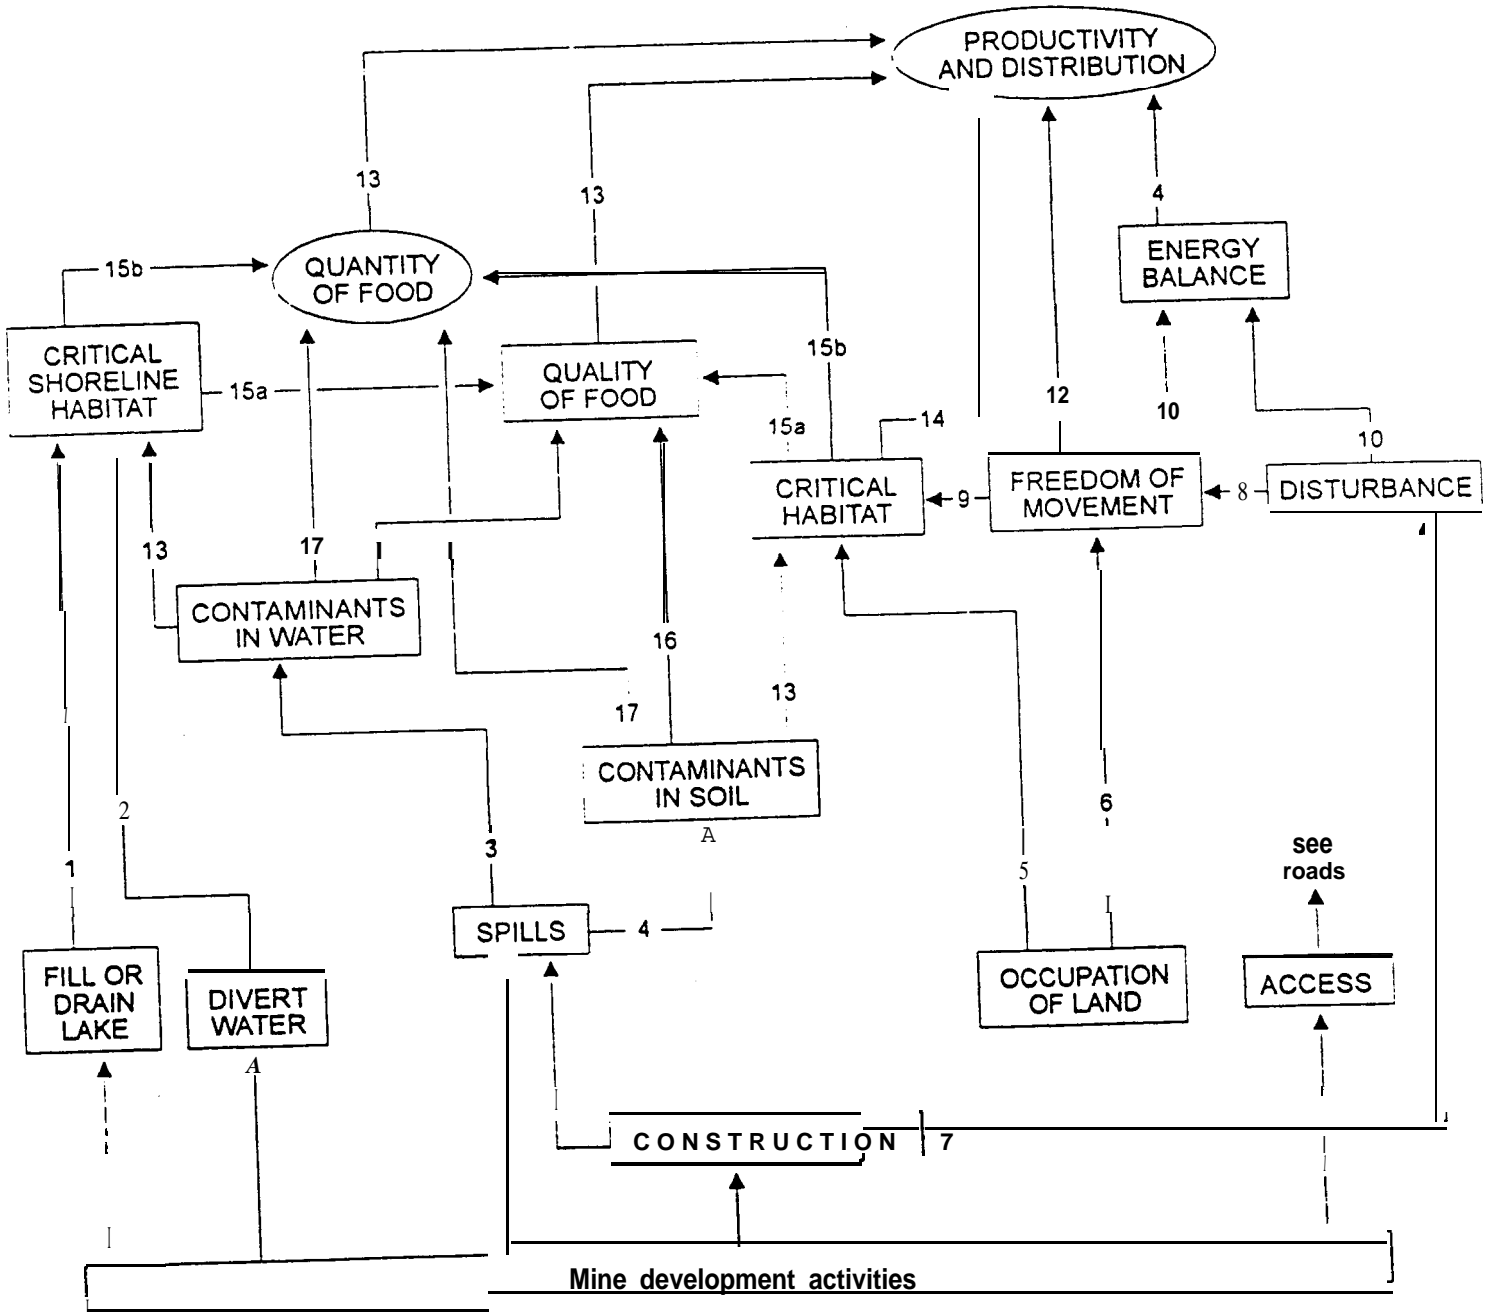 PRODUCTIVITY
AND DISTRIBUTION
13
13
4
15b
QUANTITY
OF FOOD
ENERGY
BALANCE
CRITICAL
SHORELINE
HABITAT
15a
QUALITY
OF FOOD
15b
15a
14
12
10
10
CRITICAL
HABITAT
9
FREEDOM OF
MOVEMENT
8
DISTURBANCE
13
17
CONTAMINANTS
IN WATER
16
13
17
CONTAMINANTS
IN SOIL
A
2
1
3
6
5
see
roads
SPILLS
4
FILL OR
DRAIN
LAKE
DIVERT
WATER
A
OCCUPATION
OF LAND
ACCESS
CONSTRUCTION
7
Mine development activities